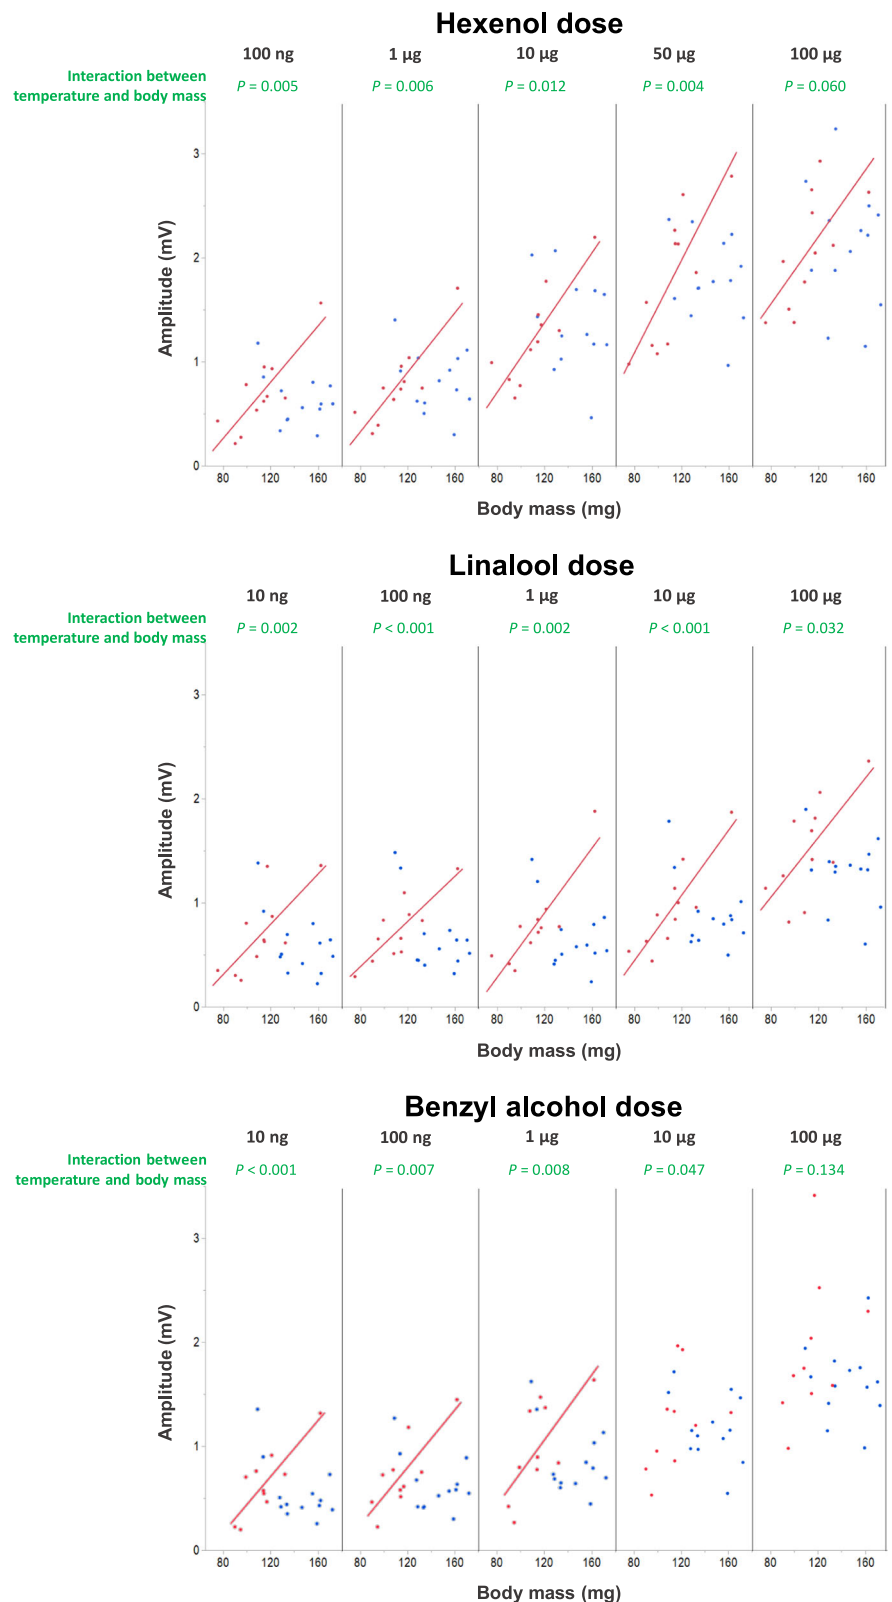 Hexenol dose
100 ng 1 µg 10 µg 50 µg 100 µg
Interaction between
temperature and body mass
P = 0.005 P = 0.006 P = 0.012 P = 0.004 P = 0.060
3
2
1
0
Amplitude (mV)
80 120 160 80 120 160 80 120 160 80 120 160 80 120 160
Body mass (mg)
Linalool dose
10 ng 100 ng 1 µg 10 µg 100 µg
Interaction between
temperature and body mass
P = 0.002 P < 0.001 P = 0.002 P < 0.001 P = 0.032
3
2
1
0
Amplitude (mV)
80 120 160 80 120 160 80 120 160 80 120 160 80 120 160
Body mass (mg)
Benzyl alcohol dose
10 ng 100 ng 1 µg 10 µg 100 µg
Interaction between
temperature and body mass
P < 0.001 P = 0.007 P = 0.008 P = 0.047 P = 0.134
3
2
1
0
Amplitude (mV)
80 120 160 80 120 160 80 120 160 80 120 160 80 120 160
Body mass (mg)